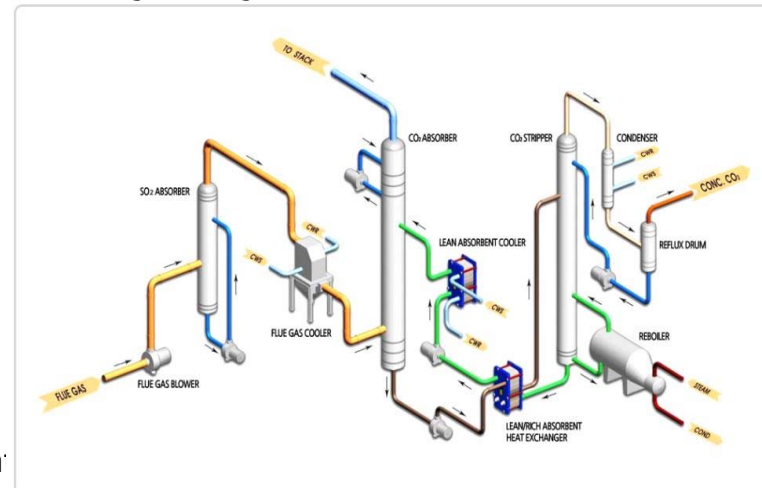 TO STACK
CO₂ ABSORBER
CO₂ STRIPPER
CONDENSER
CWR
CWS
CONC. CO₂
SO₂ ABSORBER
REFLUX DRUM
LEAN ABSORBENT COOLER
CWR
CWS
CWS
CWR
FLUE GAS COOLER
REBOILER
FLUE GAS BLOWER
FLUE GAS
STEAM
COND
LEAN/RICH ABSORBENT
HEAT EXCHANGER